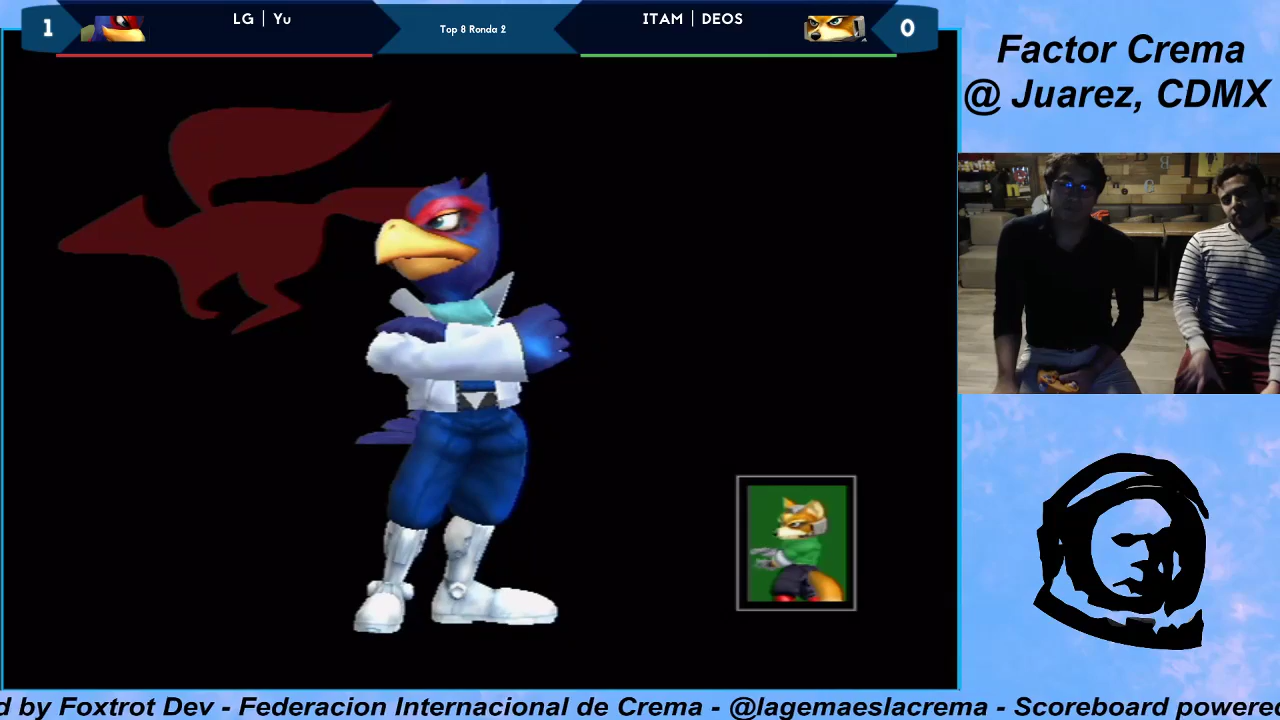 1
LG | Yu
Top 8 Ronda 2
ITAM | DEOS
0
Factor Crema
@ Juarez, CDMX
d by Foxtrot Dev - Federacion Internacional de Crema - @lagemaeslacrema - Scoreboard powered